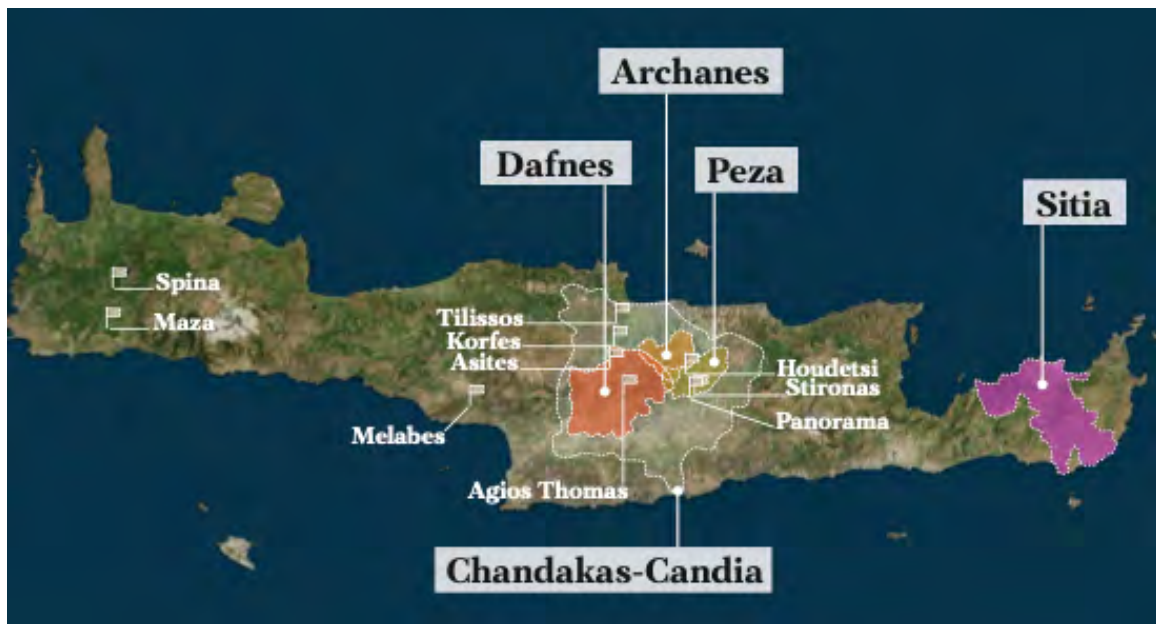 Archanes
Dafnes
Peza
Sitia
Spina
Maza
Tilissos
Korfes
Asites
Houdetsi
Stironas
Melabes
Panorama
Agios Thomas
Chandakas-Candia